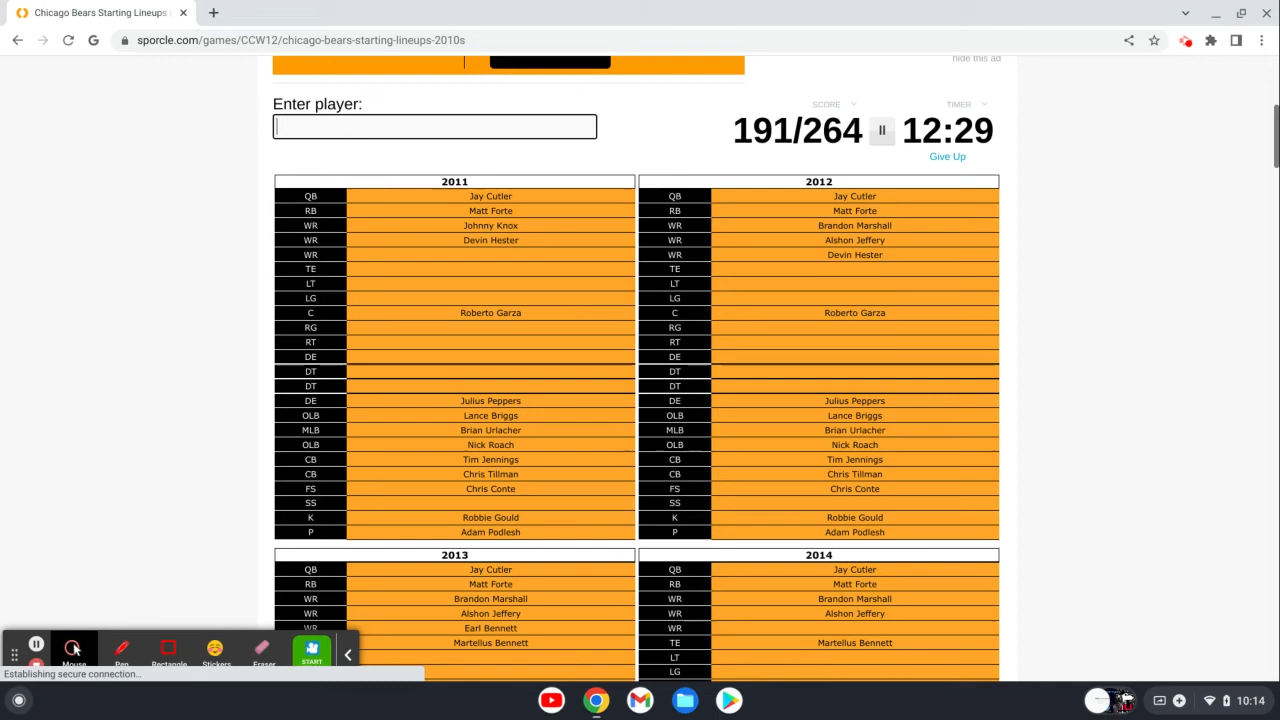 Chicago Bears Starting Lineups (
sporcle.com/games/CCW12/chicago-bears-starting-lineups-2010s
hide this ad
Enter player:
SCORE
TIMER
191/264
12:29
Give Up
2011
QB Jay Cutler
RB Matt Forte
WR Johnny Knox
WR Devin Hester
WR
TE
LT
LG
C Roberto Garza
RG
RT
DE
DT
DT
DE Julius Peppers
OLB Lance Briggs
MLB Brian Urlacher
OLB Nick Roach
CB Tim Jennings
CB Chris Tillman
FS Chris Conte
SS
K Robbie Gould
P Adam Podlesh
2012
QB Jay Cutler
RB Matt Forte
WR Brandon Marshall
WR Alshon Jeffery
WR Devin Hester
TE
LT
LG
C Roberto Garza
RG
RT
DE
DT
DT
DE Julius Peppers
OLB Lance Briggs
MLB Brian Urlacher
OLB Nick Roach
CB Tim Jennings
CB Chris Tillman
FS Chris Conte
SS
K Robbie Gould
P Adam Podlesh
2013
QB Jay Cutler
RB Matt Forte
WR Brandon Marshall
WR Alshon Jeffery
WR Earl Bennett
Martellus Bennett
2014
QB Jay Cutler
RB Matt Forte
WR Brandon Marshall
WR Alshon Jeffery
WR
TE Martellus Bennett
LT
LG
Mouse Pen Rectangle Stickers Eraser START
Establishing secure connection...
10:14